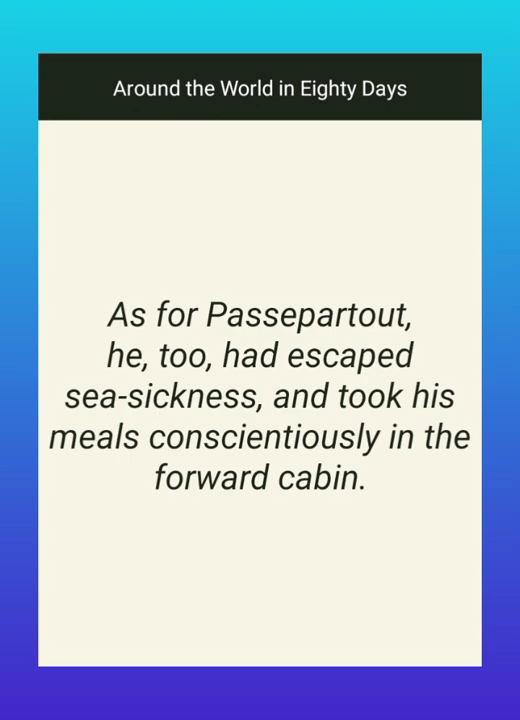 Around the World in Eighty Days
As for Passepartout,
he, too, had escaped
sea-sickness, and took his
meals conscientiously in the
forward cabin.